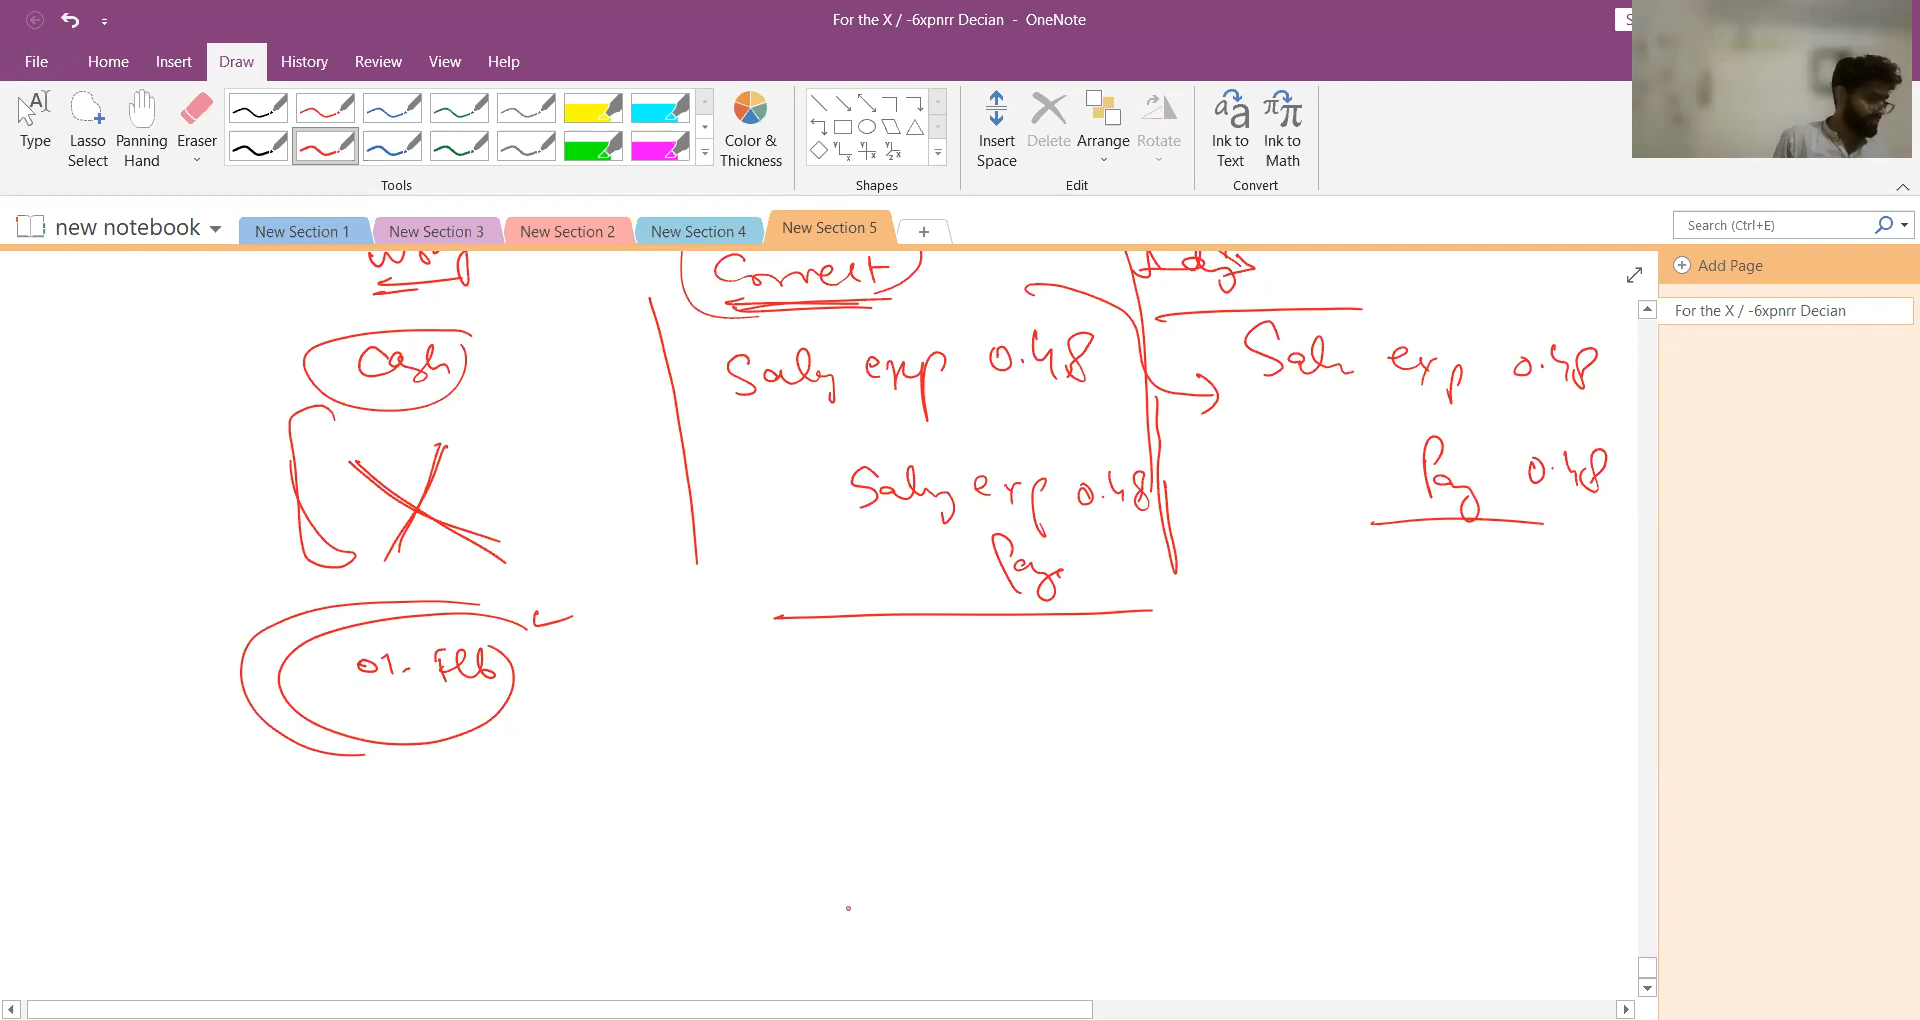 For the X / -6xpnrr Decian - OneNote
File Home Insert Draw History Review View Help
Type
Lasso Select
Panning Hand
Eraser
Color & Thickness
Insert Space
Delete
Arrange
Rotate
Ink to Text
Ink to Math
Tools
Shapes
Edit
Convert
new notebook
New Section 1
New Section 3
New Section 2
New Section 4
New Section 5
Search (Ctrl+E)
Add Page
For the X / -6xpnrr Decian
Correct
Cash
exp 0.48
exp 0.48
exp 0.48
Pay
Pay 0.48
01-Feb